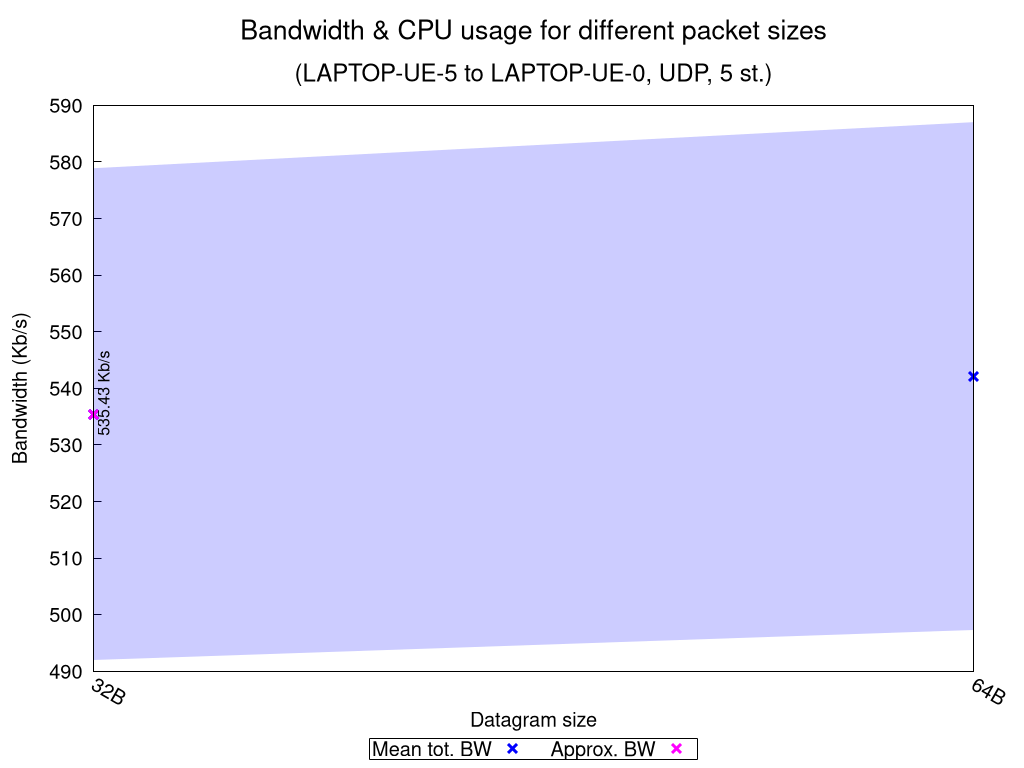 Bandwidth & CPU usage for different packet sizes
(LAPTOP-UE-5 to LAPTOP-UE-0, UDP, 5 st.)
590
580
570
560
550
540
530
520
510
500
490
Bandwidth (Kb/s)
535.43 Kb/s
32B
64B
Datagram size
Mean tot. BW
Approx. BW